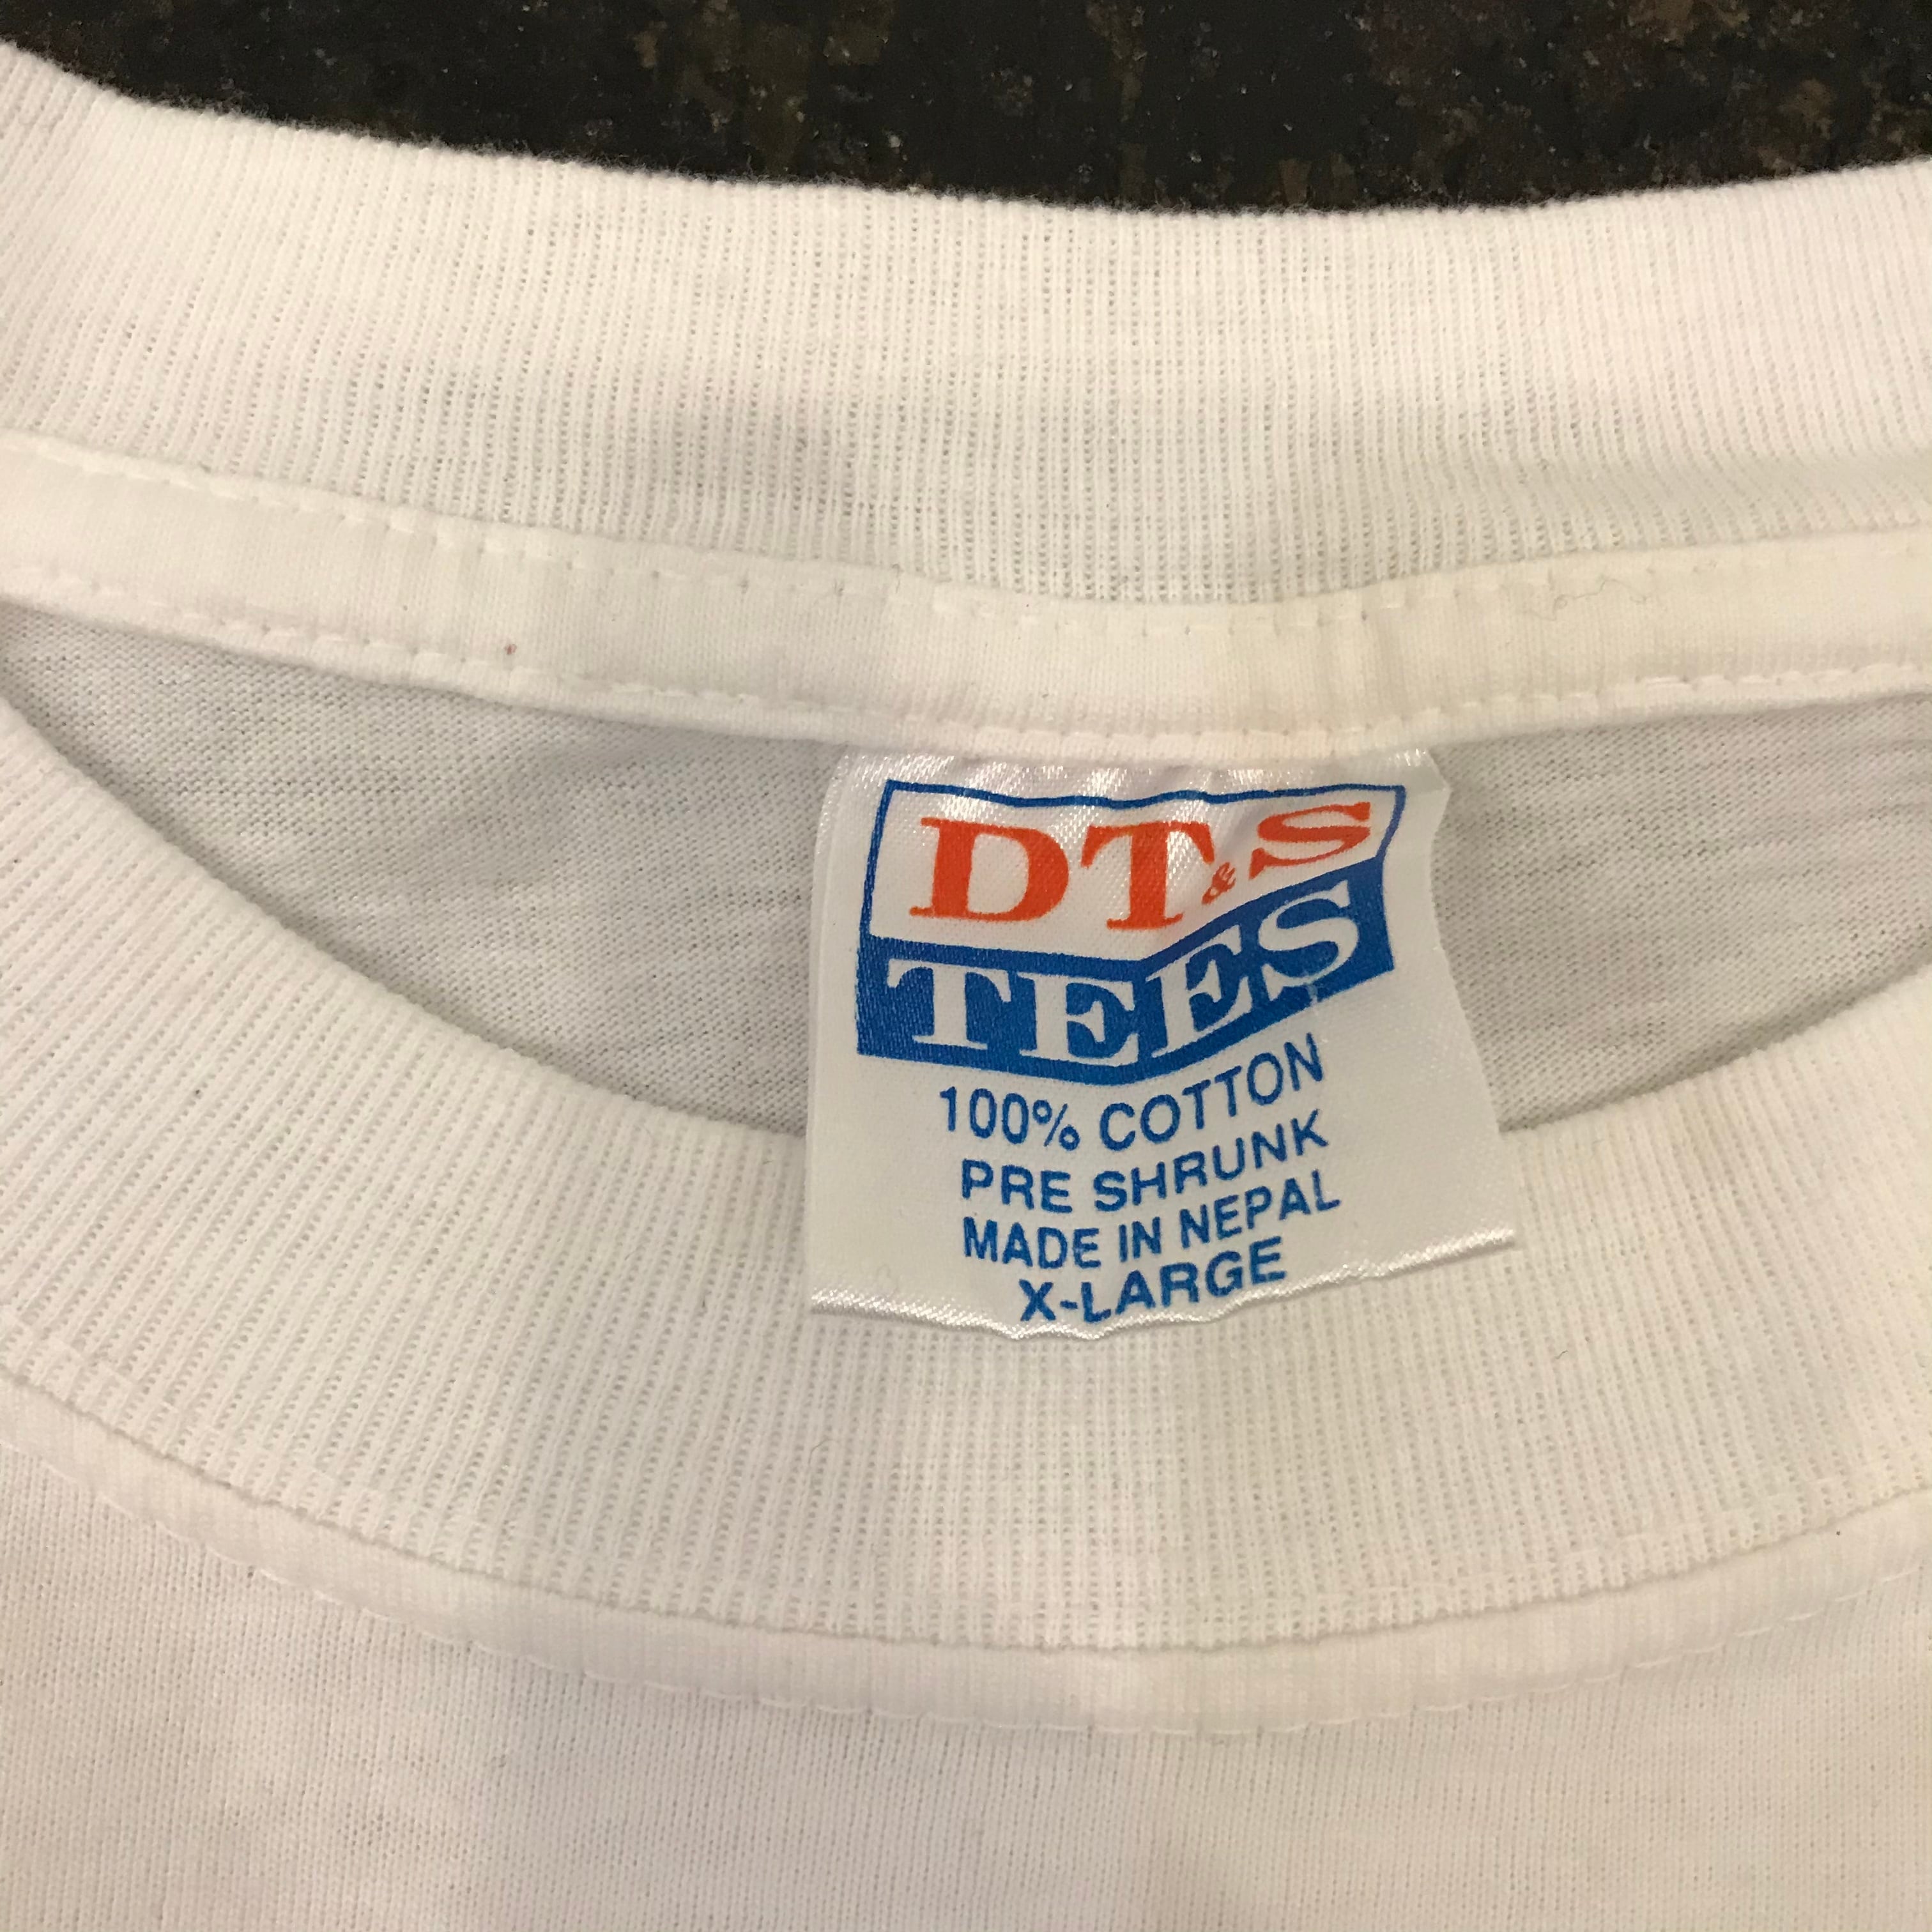 DT&S
TEES
100% COTTON
PRE SHRUNK
MADE IN NEPAL
X-LARGE